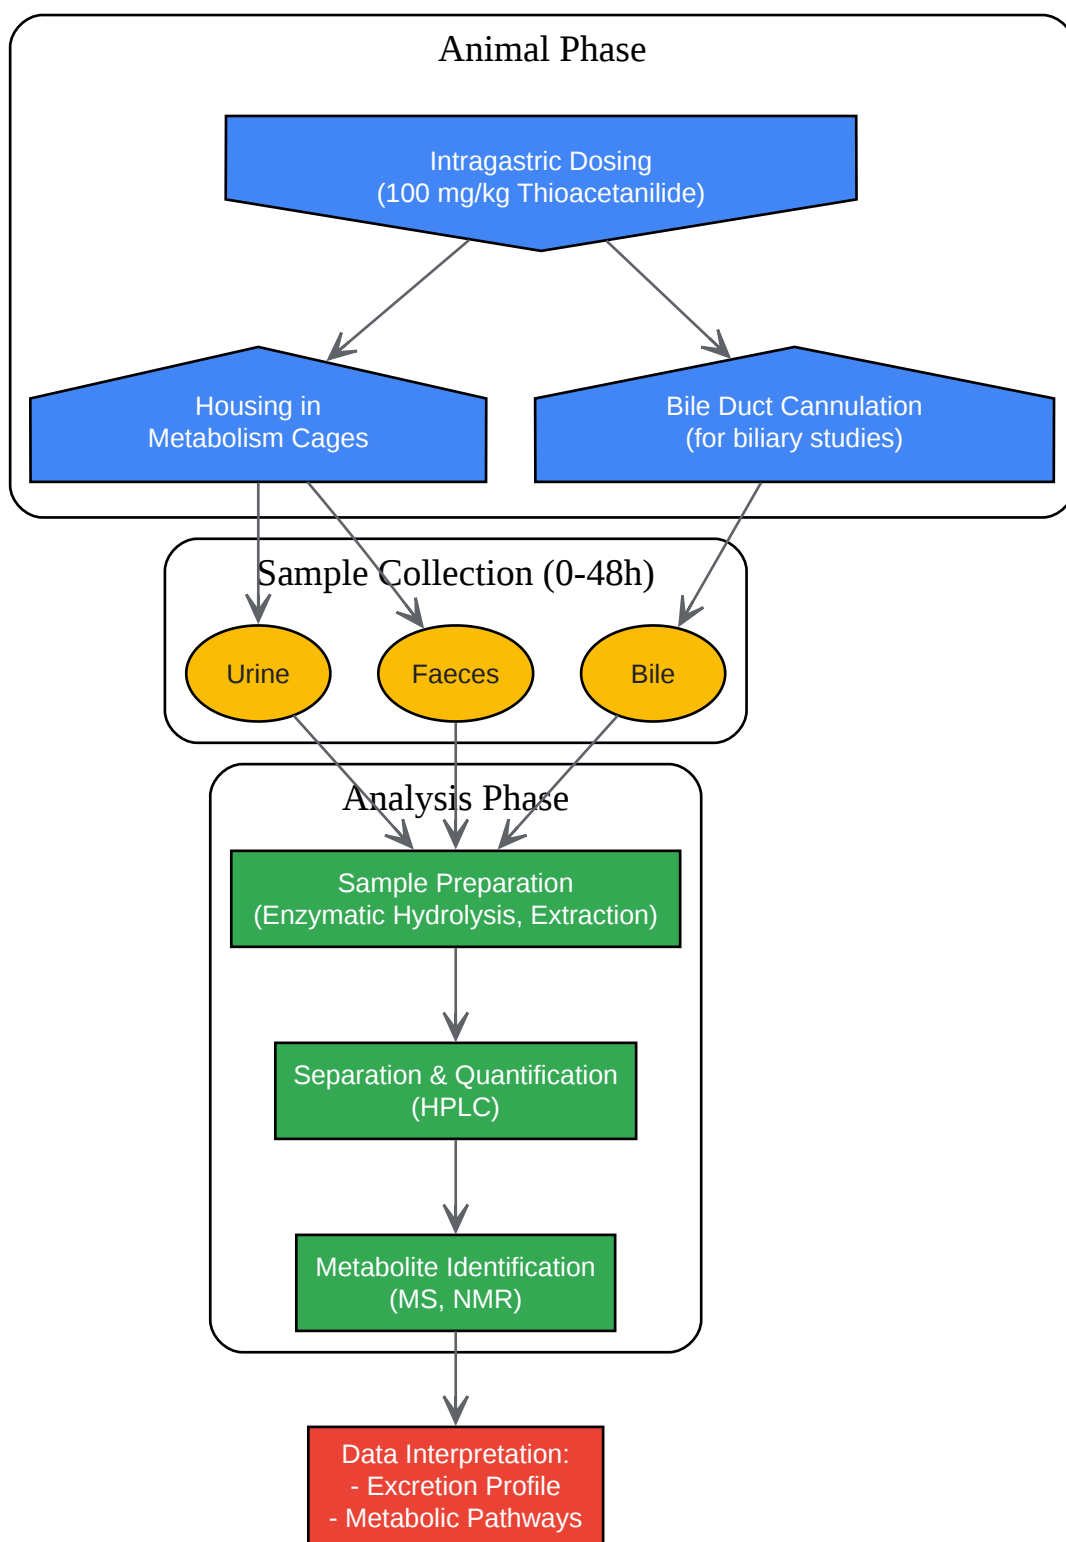 Animal Phase
Intragastric Dosing
(100 mg/kg Thioacetanilide)
Housing in
Metabolism Cages
Bile Duct Cannulation
(for biliary studies)
Sample Collection (0-48h)
Urine
Faeces
Bile
Analysis Phase
Sample Preparation
(Enzymatic Hydrolysis, Extraction)
Separation & Quantification
(HPLC)
Metabolite Identification
(MS, NMR)
Data Interpretation:
- Excretion Profile
- Metabolic Pathways